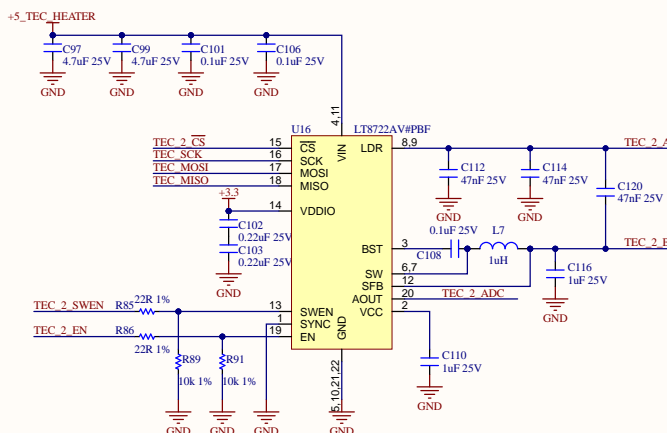 +5_TEC_HEATER
C97
4.7uF 25V
C99
4.7uF 25V
C101
0.1uF 25V
C106
0.1uF 25V
GND
GND
GND
GND
4,11
U16
LT8722AV#PBF
TEC_2_CS
15
CS
VIN
LDR
8,9
TEC_2_A
TEC_SCK
16
SCK
TEC_MOSI
17
MOSI
TEC_MISO
18
MISO
C112
47nF 25V
C114
47nF 25V
C120
47nF 25V
+3.3
14
VDDIO
GND
GND
C102
0.22uF 25V
C103
0.22uF 25V
0.1uF 25V
L7
BST
3
C108
1uH
TEC_2_B
SW
6,7
SFB
12
C116
1uF 25V
GND
AOUT
20
TEC_2_ADC
GND
TEC_2_SWEN
R85
22R 1%
13
SWEN
VCC
2
1
SYNC
GND
TEC_2_EN
R86
22R 1%
19
EN
R89
10k 1%
R91
10k 1%
C110
1uF 25V
GND
5,10,21,22
GND
GND
GND
GND